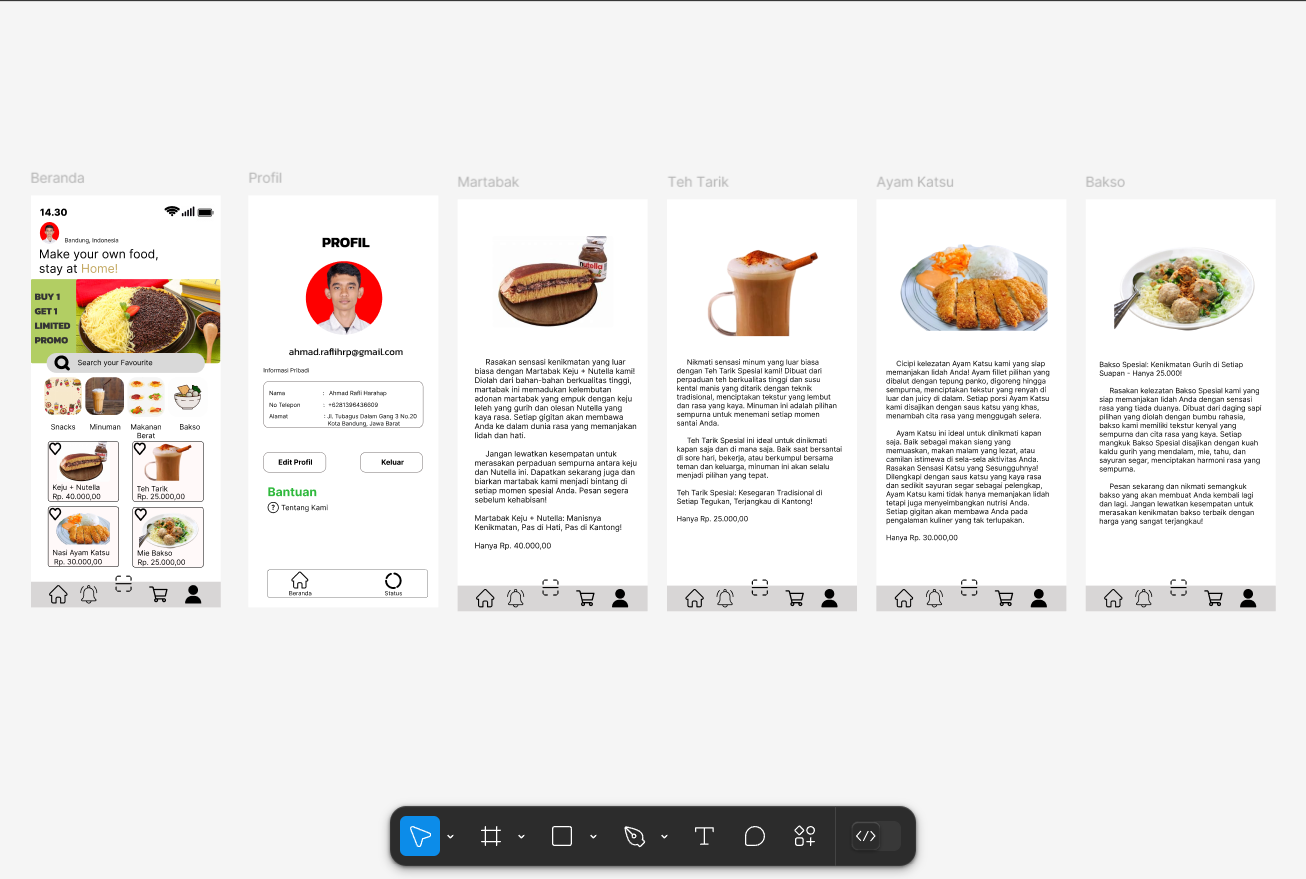 Beranda
14.30
Bandung, Indonesia
Make your own food,
stay at Home!
BUY 1
GET 1
LIMITED
PROMO
Search your Favourite
Snacks
Minuman
Makanan
Berat
Bakso
Keju + Nutella
Rp. 40.000,00
Teh Tarik
Rp. 25.000,00
Nasi Ayam Katsu
Rp. 30.000,00
Mie Bakso
Rp. 25.000,00
Profil
PROFIL
ahmad.raflihrp@gmail.com
Informasi Pribadi
Nama : Ahmad Refli Harahap
No Telepon : +6281396436609
Alamat : Jl. Tubagus Dalam Gang 3 No.20
Kota Bandung, Jawa Barat
Edit Profil
Keluar
Bantuan
? Tentang Kami
Beranda
Status
Martabak
nutella
Rasakan sensasi kenikmatan yang luar
biasa dengan Martabak Keju + Nutella kami!
Diolah dari bahan-bahan berkualitas tinggi,
martabak ini memadukan kelembutan
adonan martabak yang empuk dengan keju
leleh yang gurih dan olesan Nutella yang
kaya rasa. Setiap gigitan akan membawa
Anda ke dalam dunia rasa yang memanjakan
lidah dan hati.
Jangan lewatkan kesempatan untuk
merasakan perpaduan sempurna antara keju
dan Nutella ini. Dapatkan sekarang juga dan
biarkan martabak kami menjadi bintang di
setiap momen spesial Anda. Pesan segera
sebelum kehabisan!
Martabak Keju + Nutella: Manisnya
Kenikmatan, Pas di Hati, Pas di Kantong!
Hanya Rp. 40.000,00
Teh Tarik
Nikmati sensasi minum yang luar biasa
dengan Teh Tarik Spesial kami! Dibuat dari
perpaduan teh berkualitas tinggi dan susu
kental manis yang ditarik dengan teknik
tradisional, menciptakan tekstur yang lembut
dan rasa yang kaya. Minuman ini adalah pilihan
sempurna untuk menemani setiap momen
santai Anda.
Teh Tarik Spesial ini ideal untuk dinikmati
kapan saja dan di mana saja. Baik saat bersantai
di sore hari, bekerja, atau berkumpul bersama
teman dan keluarga, minuman ini akan selalu
menjadi pilihan yang tepat.
Teh Tarik Spesial: Kesegaran Tradisional di
Setiap Tegukan, Terjangkau di Kantong!
Hanya Rp. 25.000,00
Ayam Katsu
Cicipi kelezatan Ayam Katsu kami yang siap
memanjakan lidah Anda! Ayam fillet pilihan yang
dibalut dengan tepung panko, digoreng hingga
sempurna, menciptakan tekstur yang renyah di
luar dan juicy di dalam. Setiap porsi Ayam Katsu
kami disajikan dengan saus katsu yang khas,
menambah cita rasa yang menggugah selera.
Ayam Katsu ini ideal untuk dinikmati kapan
saja. Baik sebagai makan siang yang
memuaskan, makan malam yang lezat, atau
camilan istimewa di sela-sela aktivitas Anda.
Rasakan Sensasi Katsu yang Sesungguhnya!
Dilengkapi dengan saus katsu yang kaya rasa
dan sedikit sayuran segar sebagai pelengkap,
Ayam Katsu kami tidak hanya memanjakan lidah
tetapi juga menyeimbangkan nutrisi Anda.
Setiap gigitan akan membawa Anda pada
pengalaman kuliner yang tak terlupakan.
Hanya Rp. 30.000,00
Bakso
Bakso Spesial: Kenikmatan Gurih di Setiap
Suapan - Hanya 25.000!
Rasakan kelezatan Bakso Spesial kami yang
siap memanjakan lidah Anda dengan sensasi
rasa yang tiada duanya. Dibuat dari daging sapi
pilihan yang diolah dengan bumbu rahasia,
bakso kami memiliki tekstur kenyal yang
sempurna dan cita rasa yang kaya. Setiap
mangkuk Bakso Spesial disajikan dengan kuah
kaldu gurih yang mendalam, mie, tahu, dan
sayuran segar, menciptakan harmoni rasa yang
sempurna.
Pesan sekarang dan nikmati semangkuk
bakso yang akan membuat Anda kembali lagi
dan lagi. Jangan lewatkan kesempatan untuk
merasakan kenikmatan bakso terbaik dengan
harga yang sangat terjangkau!